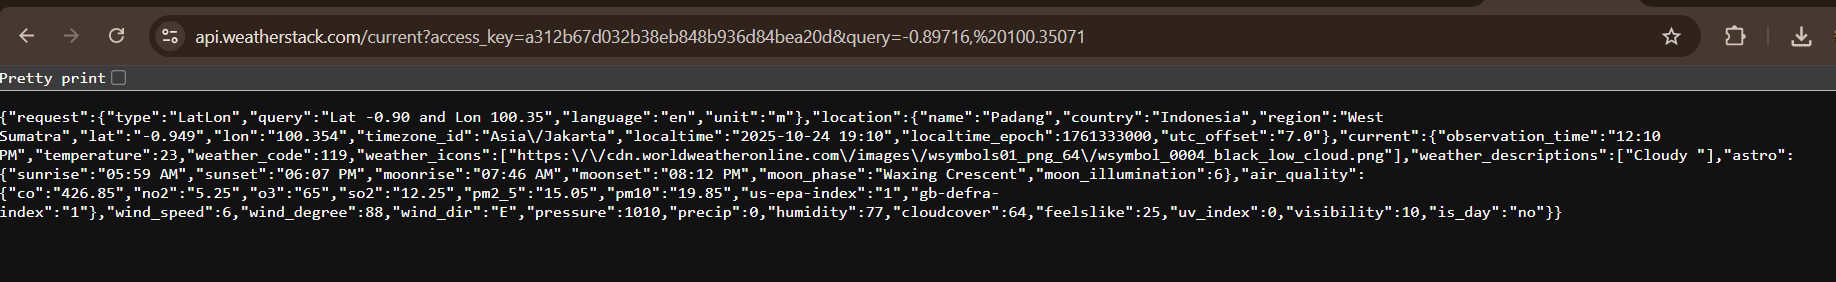 api.weatherstack.com/current?access_key=a312b67d032b38eb848b936d84bea20d&query=-0.89716,%20100.35071
Pretty print
{"request":{"type":"LatLon","query":"Lat -0.90 and Lon 100.35","language":"en","unit":"m"},"location":{"name":"Padang","country":"Indonesia","region":"West
Sumatra","lat":"-0.949","lon":"100.354","timezone_id":"Asia\/Jakarta","localtime":"2025-10-24 19:10","localtime_epoch":1761333000,"utc_offset":"7.0"},"current":{"observation_time":"12:10
PM","temperature":23,"weather_code":119,"weather_icons":["https:\/\/cdn.worldweatheronline.com\/images\/wsymbols01_png_64\/wsymbol_0004_black_low_cloud.png"],"weather_descriptions":["Cloudy "],"astro":
{"sunrise":"05:59 AM","sunset":"06:07 PM","moonrise":"07:46 AM","moonset":"08:12 PM","moon_phase":"Waxing Crescent","moon_illumination":6},"air_quality":
{"co":"426.85","no2":"5.25","o3":"65","so2":"12.25","pm2_5":"15.05","pm10":"19.85","us-epa-index":"1","gb-defra-
index":"1"},"wind_speed":6,"wind_degree":88,"wind_dir":"E","pressure":1010,"precip":0,"humidity":77,"cloudcover":64,"feelslike":25,"uv_index":0,"visibility":10,"is_day":"no"}}